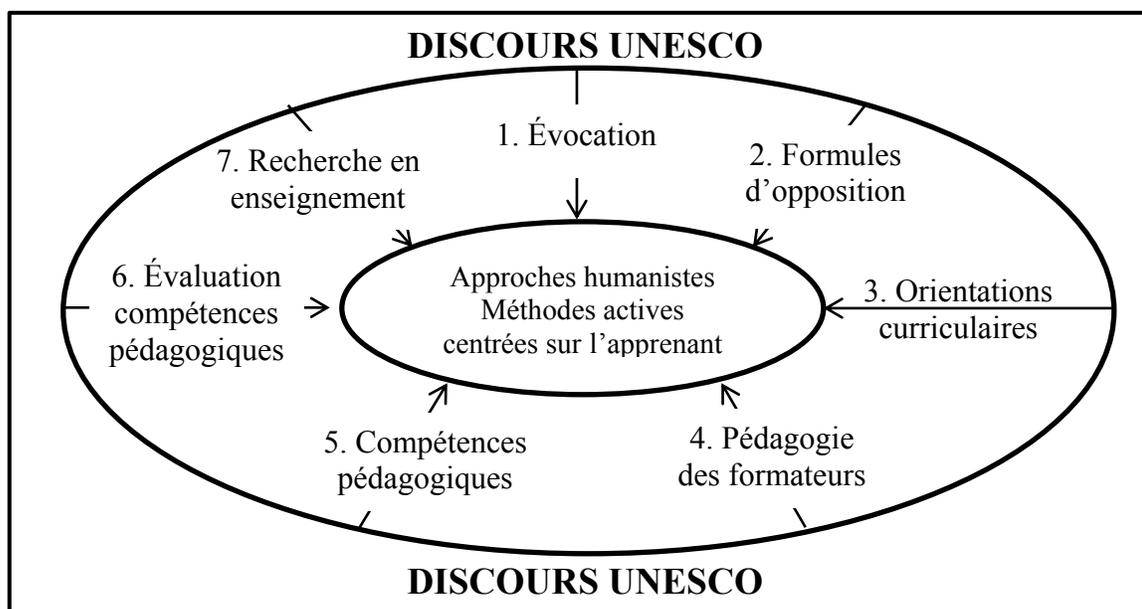 DISCOURS UNESCO
1. Évocation
2. Formules
d’opposition
3. Orientations
curriculaires
4. Pédagogie
des formateurs
5. Compétences
pédagogiques
6. Évaluation
compétences
pédagogiques
7. Recherche en
enseignement
Approches humanistes
Méthodes actives
centrées sur l’apprenant
DISCOURS UNESCO